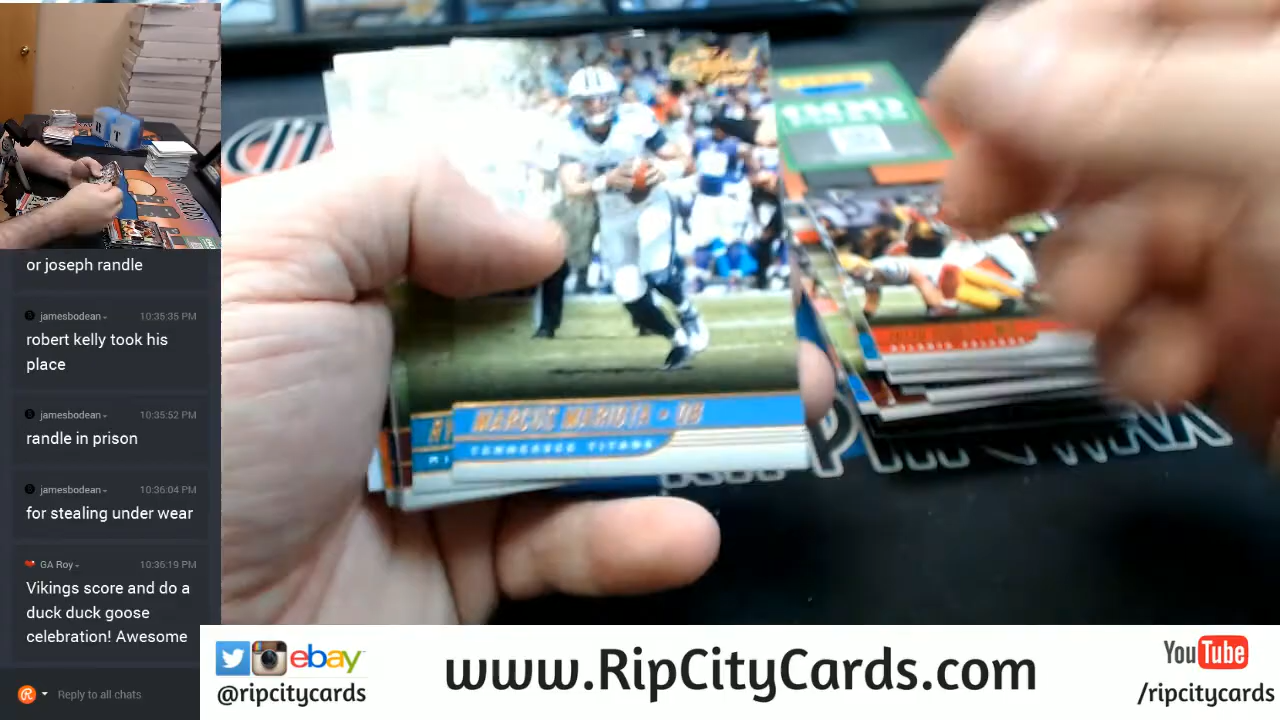 or joseph randle
jamesbodean 10:35:35 PM
robert kelly took his
place
jamesbodean 10:35:52 PM
randle in prison
jamesbodean 10:36:04 PM
for stealing under wear
GA Roy 10:36:19 PM
Vikings score and do a
duck duck goose
celebration! Awesome
Reply to all chats
MARCUS MARIOTA • QB
TENNESSEE TITANS
ATLANTA FALCONS
ebay
@ripcitycards
www.RipCityCards.com
YouTube
/ripcitycards